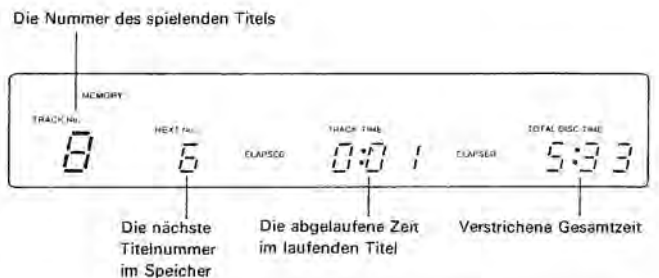 Die Nummer des spielenden Titels
MEMORY
TRACK No.
NEXT No.
TRACK TIME
TOTAL DISC TIME
8
6
ELAPSED
0:01
ELAPSED
5:33
Die nächste
Titelnummer
im Speicher
Die abgelaufene Zeit
im laufenden Titel
Verstrichene Gesamtzeit